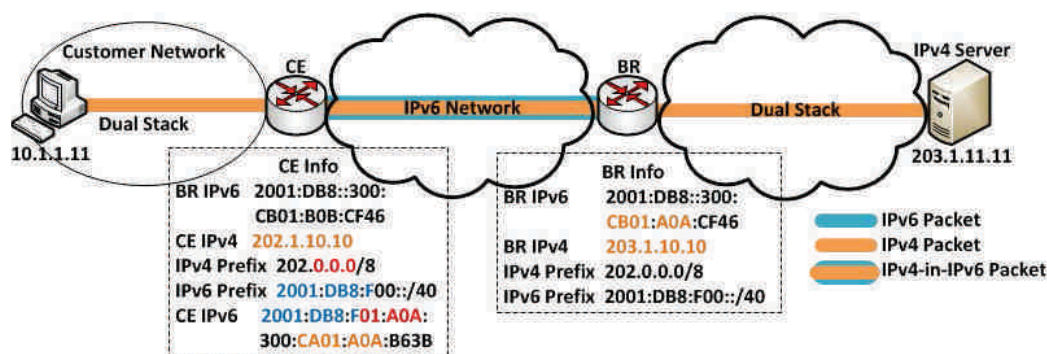 Customer Network
CE
BR
IPv4 Server
IPv6 Network
Dual Stack
Dual Stack
10.1.1.11
203.1.11.11
CE Info
BR IPv6 2001:DB8::300:
CB01:B0B:CF46
CE IPv4 202.1.10.10
IPv4 Prefix 202.0.0.0/8
IPv6 Prefix 2001:DB8:F00::/40
CE IPv6 2001:DB8:F01:A0A:
300:CA01:A0A:B63B
BR Info
BR IPv6 2001:DB8::300:
CB01:A0A:CF46
BR IPv4 203.1.10.10
IPv4 Prefix 202.0.0.0/8
IPv6 Prefix 2001:DB8:F00::/40
IPv6 Packet
IPv4 Packet
IPv4-in-IPv6 Packet